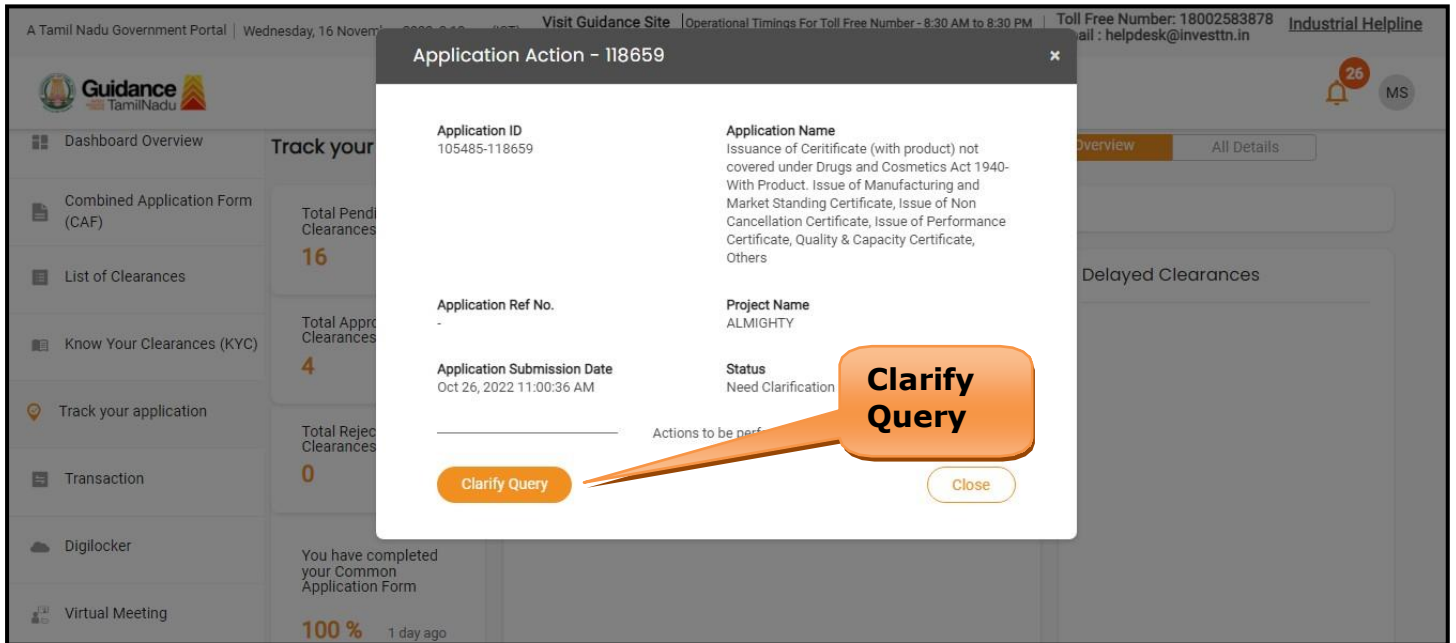 A Tamil Nadu Government Portal | Wednesday, 16 Novem
Visit Guidance Site | Operational Timings For Toll Free Number - 8:30 AM to 8:30 PM | Toll Free Number: 18002583878
Industrial Helpline
ail : helpdesk@investtn.in
Guidance
TamilNadu
26
MS
Application Action - 118659
×
Dashboard Overview
Combined Application Form
(CAF)
List of Clearances
Know Your Clearances (KYC)
Track your application
Transaction
Digilocker
Virtual Meeting
Track your
Overview
All Details
Total Pendi
Clearances
16
Total Appro
Clearances
4
Total Rejec
Clearances
0
You have completed
your Common
Application Form
100 % 1 day ago
Delayed Clearances
Application ID
105485-118659
Application Name
Issuance of Ceritificate (with product) not
covered under Drugs and Cosmetics Act 1940-
With Product. Issue of Manufacturing and
Market Standing Certificate, Issue of Non
Cancellation Certificate, Issue of Performance
Certificate, Quality & Capacity Certificate,
Others
Application Ref No.
-
Project Name
ALMIGHTY
Application Submission Date
Oct 26, 2022 11:00:36 AM
Status
Need Clarification
Actions to be perf
Clarify Query
Close
Clarify
Query